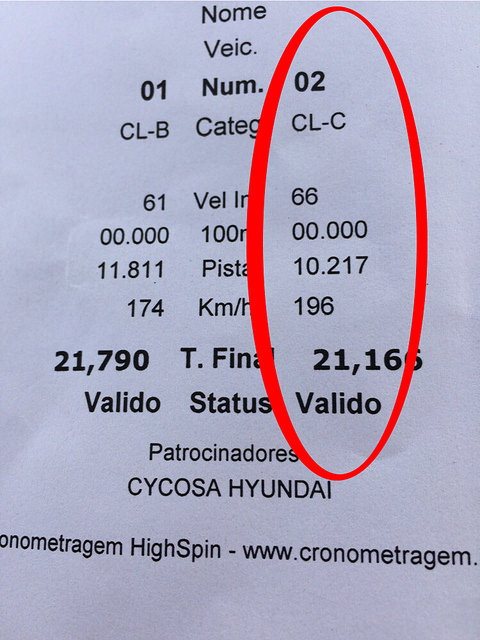 Nome
Veic.
01 Num. 02
CL-B Categ CL-C
61 Vel In 66
00.000 100m 00.000
11.811 Pista 10.217
174 Km/h 196
21,790 T. Final 21,166
Valido Status Valido
Patrocinadores
CYCOSA HYUNDAI
onometragem HighSpin - www.cronometragem.